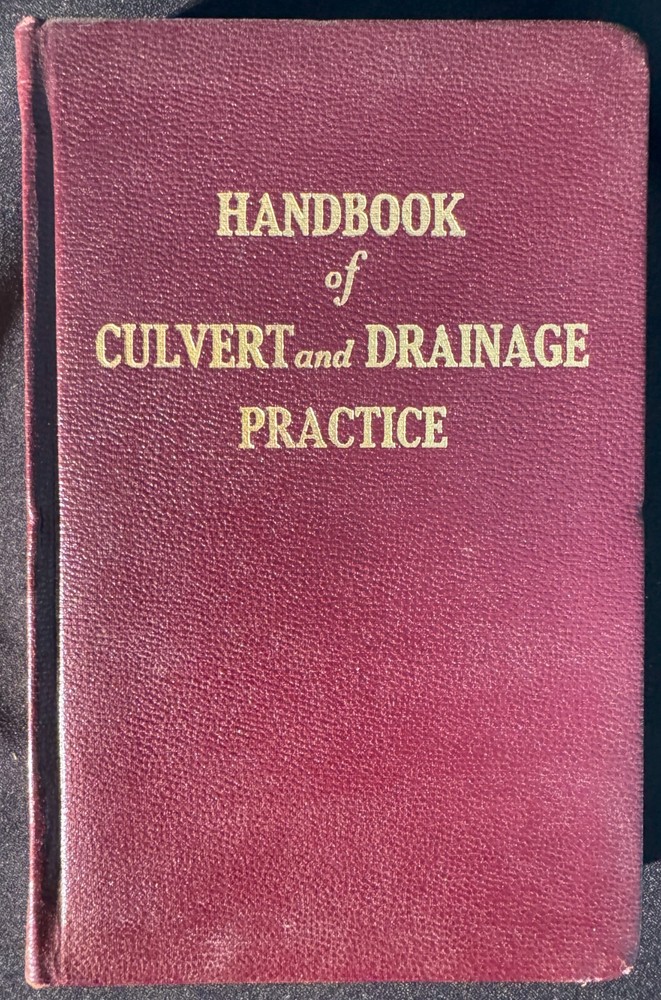 HANDBOOK
of
CULVERT and DRAINAGE
PRACTICE